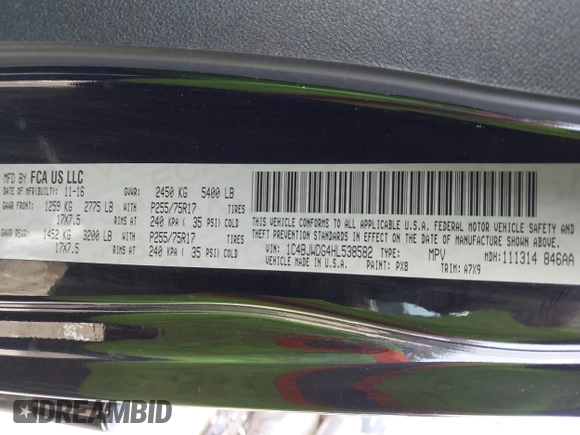 MFD BY FCA US LLC
DATE OF MFR(BUILT): 11-16 GVWR: 2450 KG 5400 LB
GAWR FRONT: 1259 KG 2775 LB WITH P255/75R17 TIRES
17X7.5 RIMS AT 240 KPA ( 35 PSI) COLD
GAWR REAR: 1452 KG 3200 LB WITH P255/75R17 TIRES
17X7.5 RIMS AT 240 KPA ( 35 PSI) COLD
THIS VEHICLE CONFORMS TO ALL APPLICABLE U.S.A. FEDERAL MOTOR VEHICLE SAFETY, BUMPER AND
THEFT PREVENTION STANDARDS IN EFFECT ON THE DATE OF MANUFACTURE SHOWN ABOVE.
VIN: 1C4BJWDG4HL538582 TYPE: MPV MDH: 111314 846AA
VEHICLE MADE IN U.S.A. PAINT: PX8 TRIM: A7X9
DREAMBID